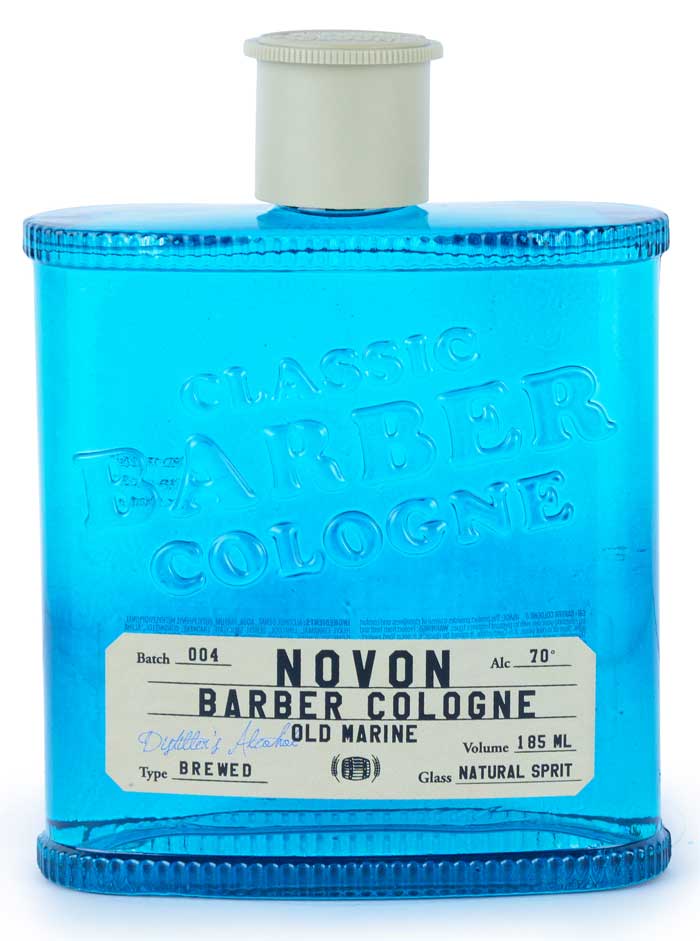 CLASSIC
BARBER
COLOGNE
Batch 004
NOVON
Alc 70°
BARBER COLOGNE
OLD MARINE
Distiller's Alcohol
Volume 185 ML
Type BREWED
Glass NATURAL SPRIT